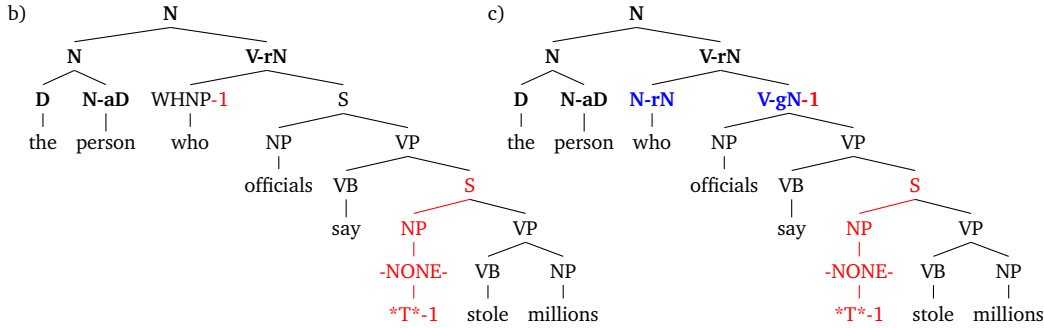 b) N c) N
N V-rN N V-rN
D N-aD WHNP-1 S D N-aD N-rN V-gN-1
the person who NP VP the person who NP VP
officials VB S officials VB S
say NP VP say NP VP
-NONE- VB NP -NONE- VB NP
*T*-1 stole millions *T*-1 stole millions